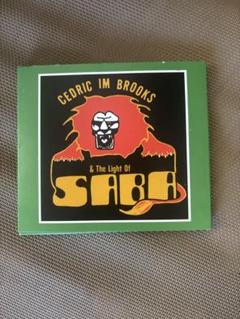 CEDRIC IM BROOKS
& The Light Of
SABA